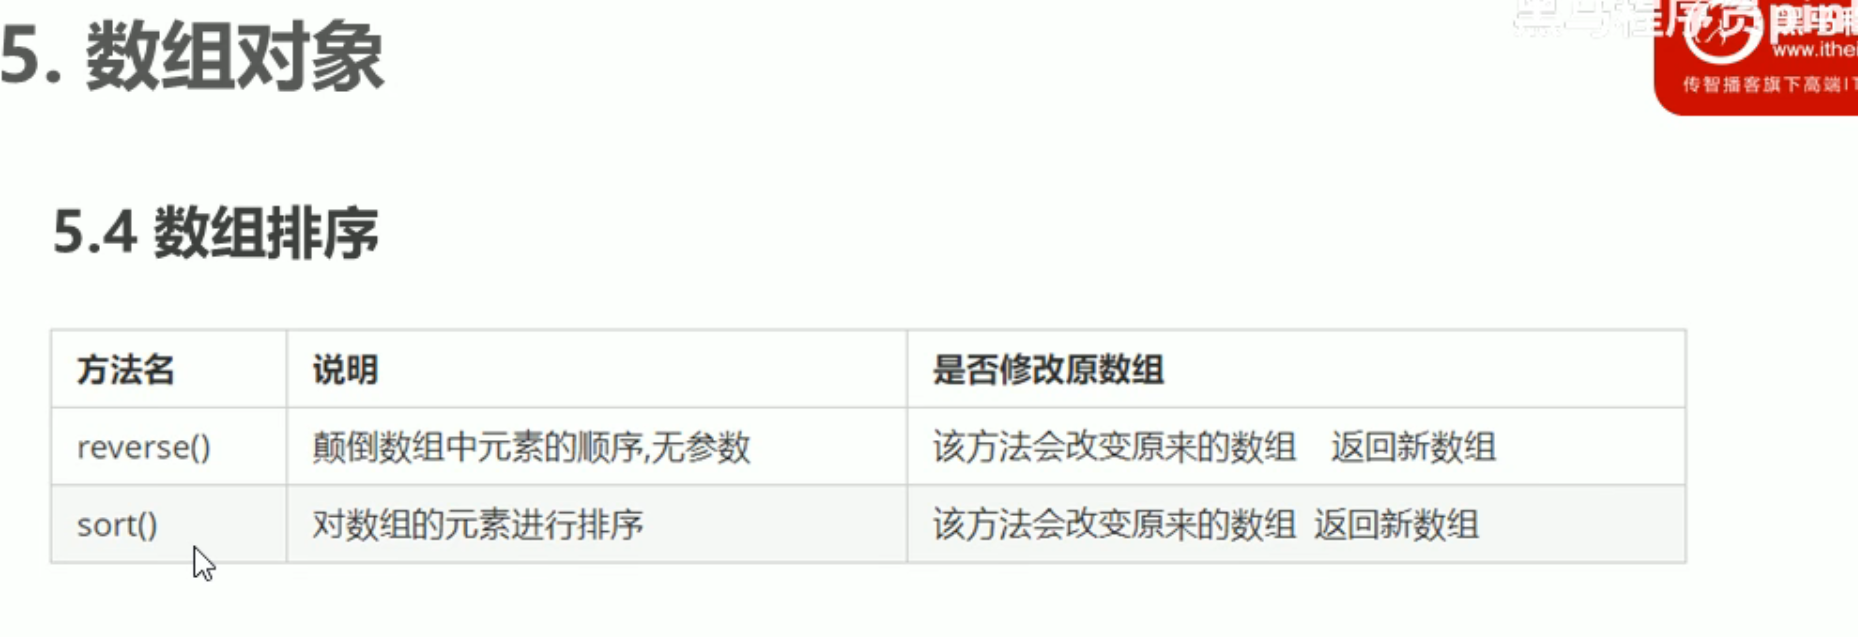 5. 数组对象
www.ithe
传智播客旗下高端IT
5.4 数组排序
方法名 说明 是否修改原数组
reverse() 颠倒数组中元素的顺序,无参数 该方法会改变原来的数组 返回新数组
sort() 对数组的元素进行排序 该方法会改变原来的数组 返回新数组